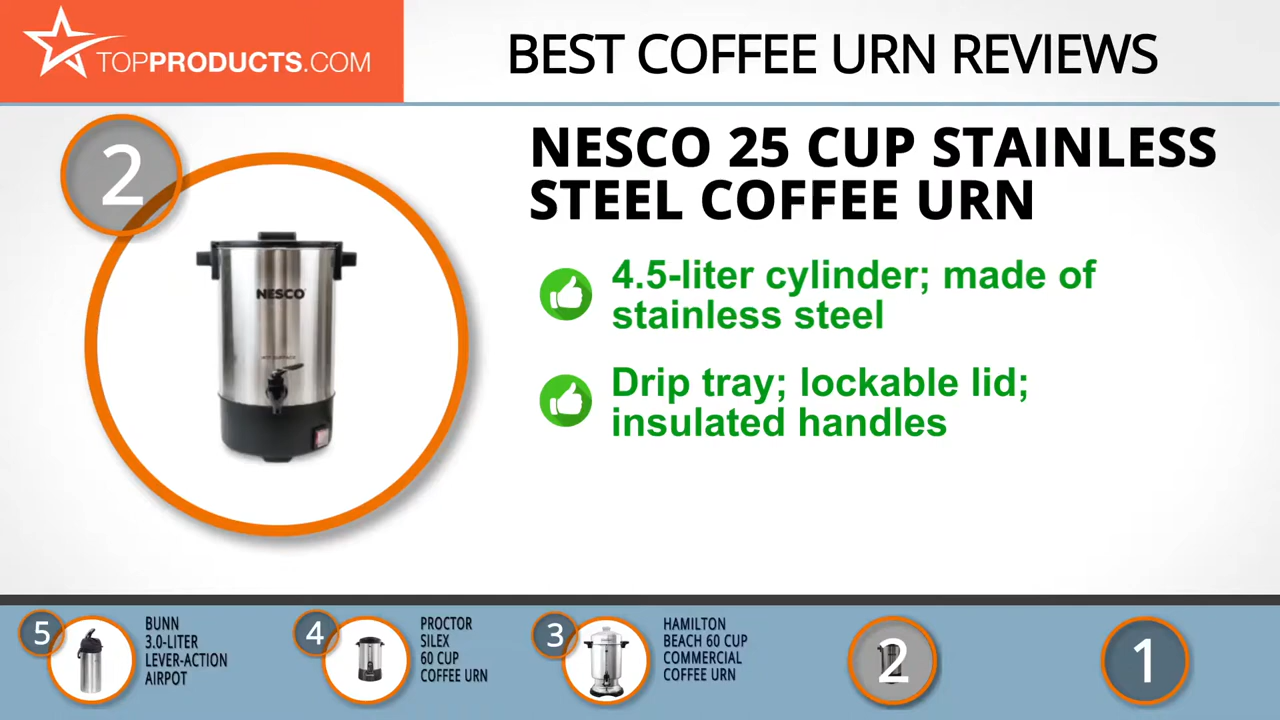 TOPPRODUCTS.COM
BEST COFFEE URN REVIEWS
2
NESCO 25 CUP STAINLESS
STEEL COFFEE URN
NESCO
HOT SURFACE
4.5-liter cylinder; made of
stainless steel
Drip tray; lockable lid;
insulated handles
5
BUNN
3.0-LITER
LEVER-ACTION
AIRPOT
4
PROCTOR
SILEX
60 CUP
COFFEE URN
3
HAMILTON
BEACH 60 CUP
COMMERCIAL
COFFEE URN
2
1